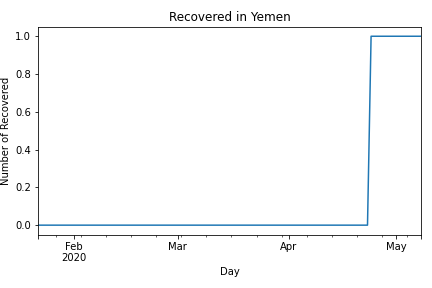 Recovered in Yemen
Number of Recovered
1.0
0.8
0.6
0.4
0.2
0.0
Feb
2020
Mar
Apr
May
Day